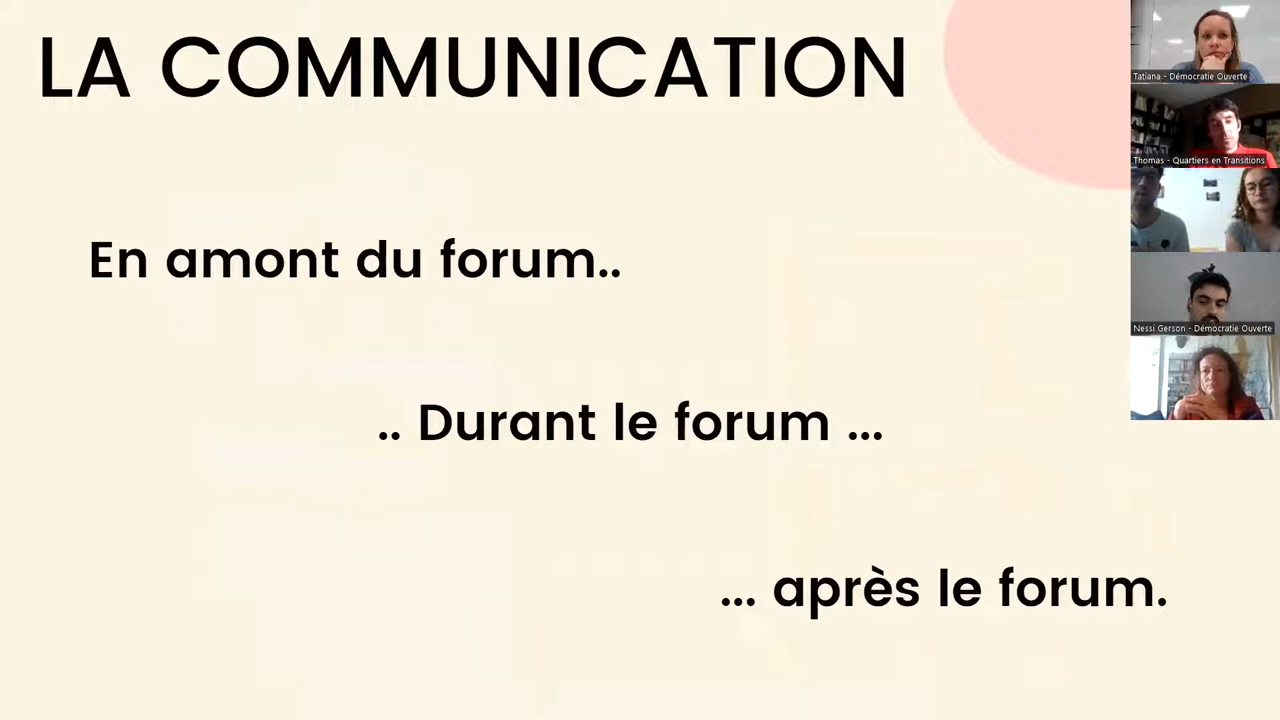 LA COMMUNICATION
En amont du forum..
.. Durant le forum ...
... après le forum.
Tatiana - Démocratie Ouverte
Thomas - Quartiers en Transitions
Nessi Gerson - Démocratie Ouverte